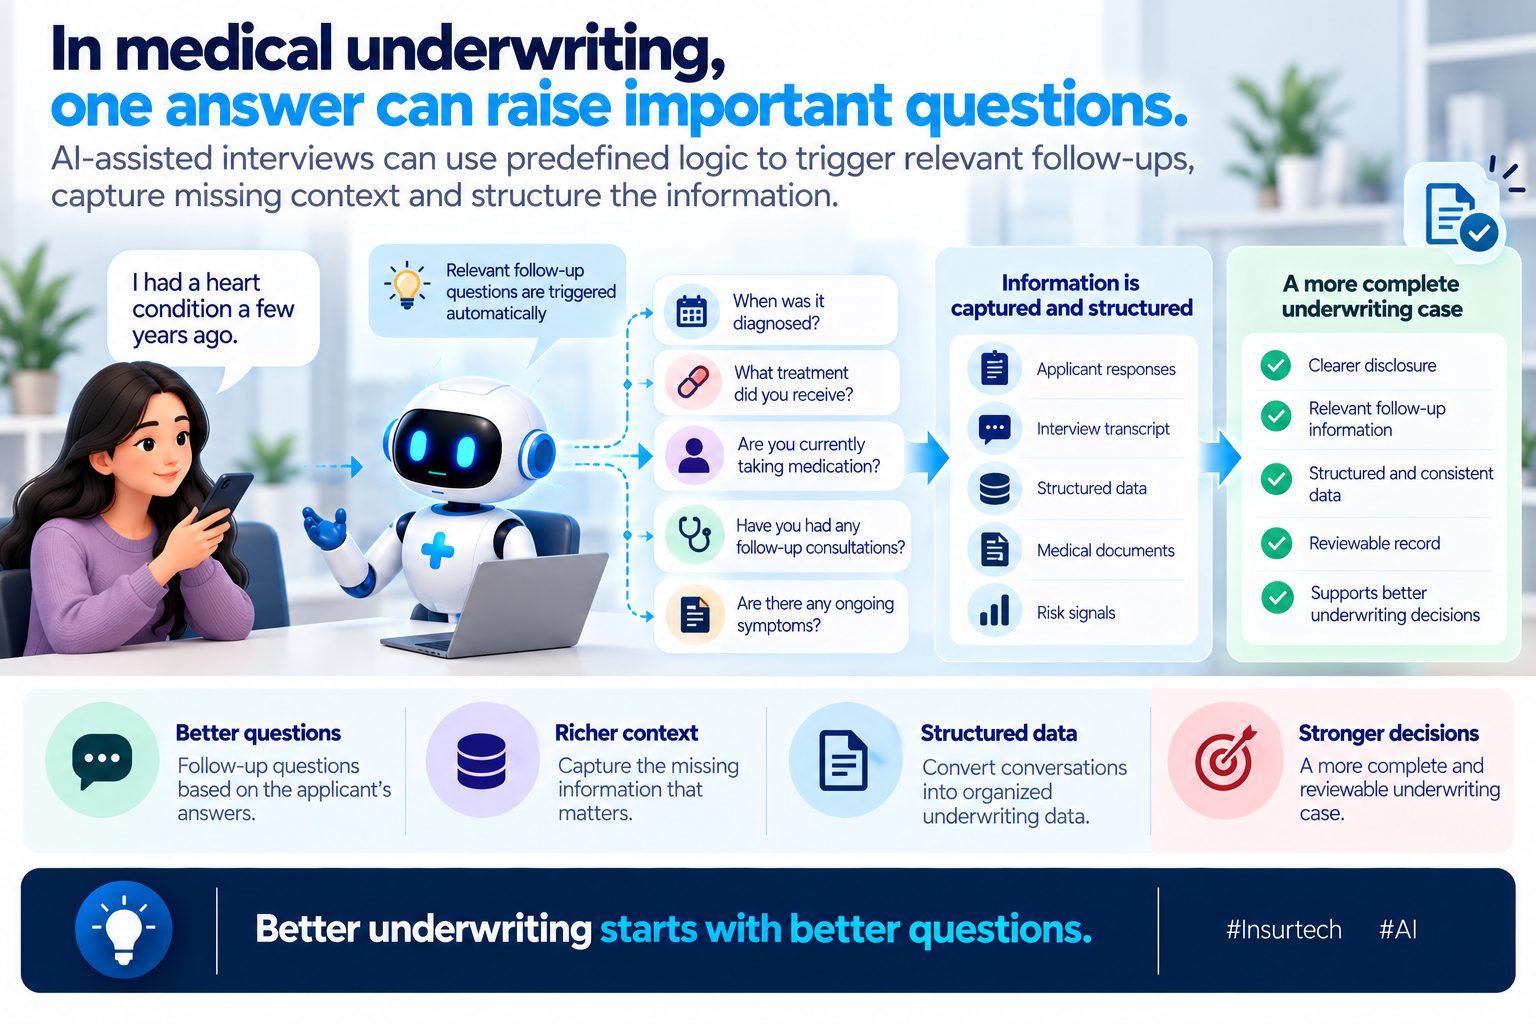 In medical underwriting,
one answer can raise important questions.
AI-assisted interviews can use predefined logic to trigger relevant follow-ups,
capture missing context and structure the information.
I had a heart
condition a few
years ago.
Relevant follow-up
questions are triggered
automatically
When was it
diagnosed?
What treatment
did you receive?
Are you currently
taking medication?
Have you had any
follow-up consultations?
Are there any ongoing
symptoms?
Information is
captured and structured
Applicant responses
Interview transcript
Structured data
Medical documents
Risk signals
A more complete
underwriting case
Clearer disclosure
Relevant follow-up
information
Structured and consistent
data
Reviewable record
Supports better
underwriting decisions
Better questions
Follow-up questions
based on the applicant's
answers.
Richer context
Capture the missing
information that
matters.
Structured data
Convert conversations
into organized
underwriting data.
Stronger decisions
A more complete and
reviewable underwriting
case.
Better underwriting starts with better questions.
#Insurtech #AI